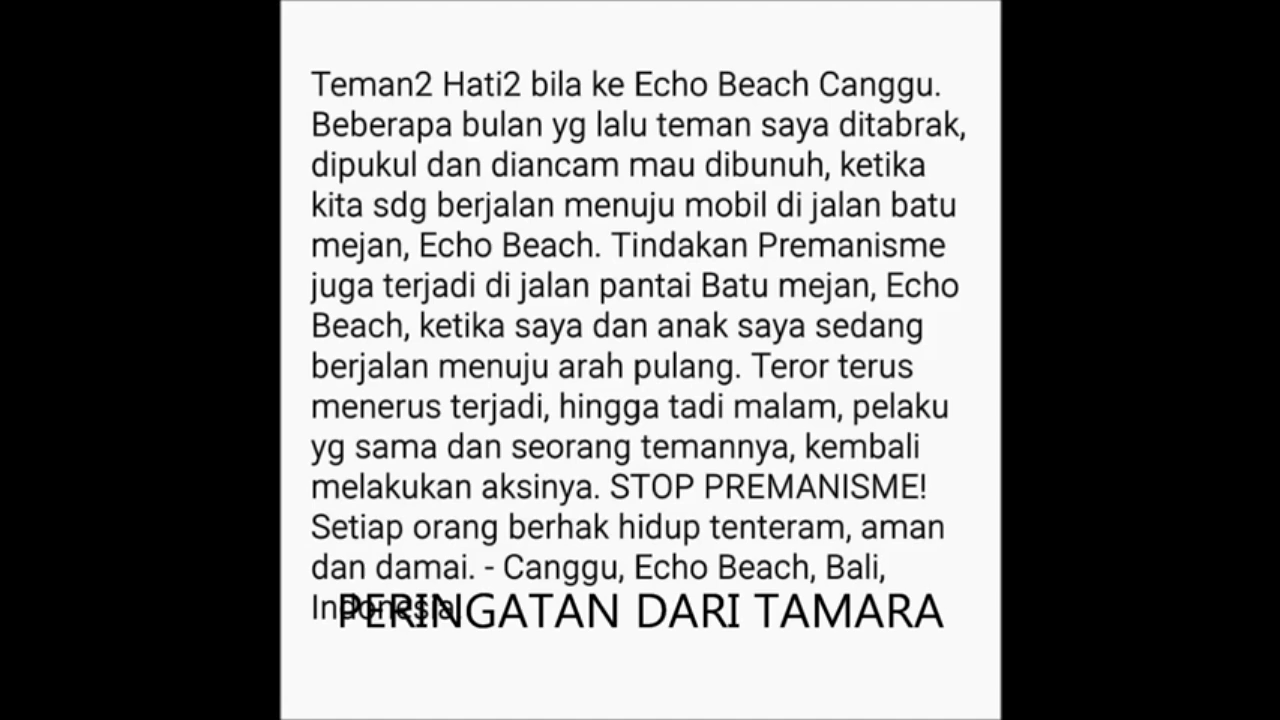 Teman2 Hati2 bila ke Echo Beach Canggu.
Beberapa bulan yg lalu teman saya ditabrak,
dipukul dan diancam mau dibunuh, ketika
kita sdg berjalan menuju mobil di jalan batu
mejan, Echo Beach. Tindakan Premanisme
juga terjadi di jalan pantai Batu mejan, Echo
Beach, ketika saya dan anak saya sedang
berjalan menuju arah pulang. Teror terus
menerus terjadi, hingga tadi malam, pelaku
yg sama dan seorang temannya, kembali
melakukan aksinya. STOP PREMANISME!
Setiap orang berhak hidup tenteram, aman
dan damai. - Canggu, Echo Beach, Bali,
Indonesia
PERINGATAN DARI TAMARA